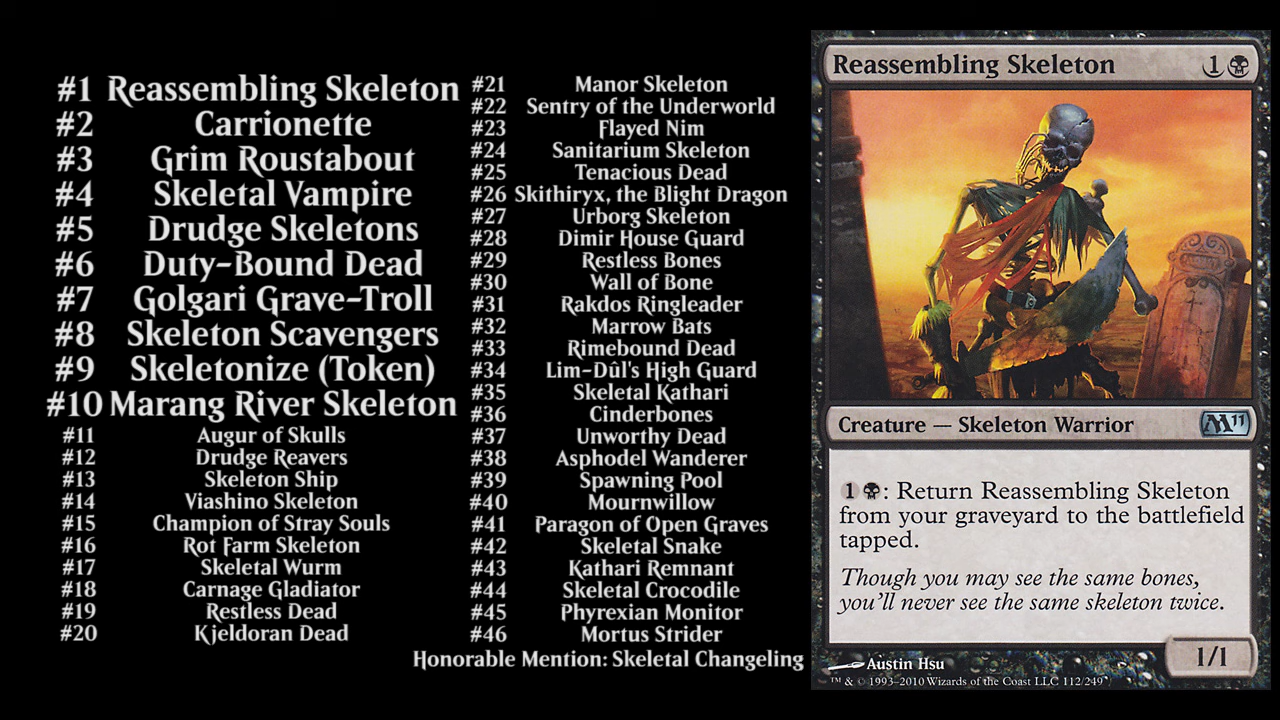 #1 Reassembling Skeleton
#2 Carrionette
#3 Grim Roustabout
#4 Skeletal Vampire
#5 Drudge Skeletons
#6 Duty-Bound Dead
#7 Golgari Grave-Troll
#8 Skeleton Scavengers
#9 Skeletonize (Token)
#10 Marang River Skeleton
#11 Augur of Skulls
#12 Drudge Reavers
#13 Skeleton Ship
#14 Viashino Skeleton
#15 Champion of Stray Souls
#16 Rot Farm Skeleton
#17 Skeletal Wurm
#18 Carnage Gladiator
#19 Restless Dead
#20 Kjeldoran Dead
#21 Manor Skeleton
#22 Sentry of the Underworld
#23 Flayed Nim
#24 Sanitarium Skeleton
#25 Tenacious Dead
#26 Skithiryx, the Blight Dragon
#27 Urborg Skeleton
#28 Dimir House Guard
#29 Restless Bones
#30 Wall of Bone
#31 Rakdos Ringleader
#32 Marrow Bats
#33 Rimebound Dead
#34 Lim-Dûl's High Guard
#35 Skeletal Kathari
#36 Cinderbones
#37 Unworthy Dead
#38 Asphodel Wanderer
#39 Spawning Pool
#40 Mournwillow
#41 Paragon of Open Graves
#42 Skeletal Snake
#43 Kathari Remnant
#44 Skeletal Crocodile
#45 Phyrexian Monitor
#46 Mortus Strider
Honorable Mention: Skeletal Changeling
Reassembling Skeleton 1
Creature — Skeleton Warrior M11
1 : Return Reassembling Skeleton
from your graveyard to the battlefield
tapped.
Though you may see the same bones,
you'll never see the same skeleton twice.
1/1
Austin Hsu
™ & © 1993–2010 Wizards of the Coast LLC 112/249